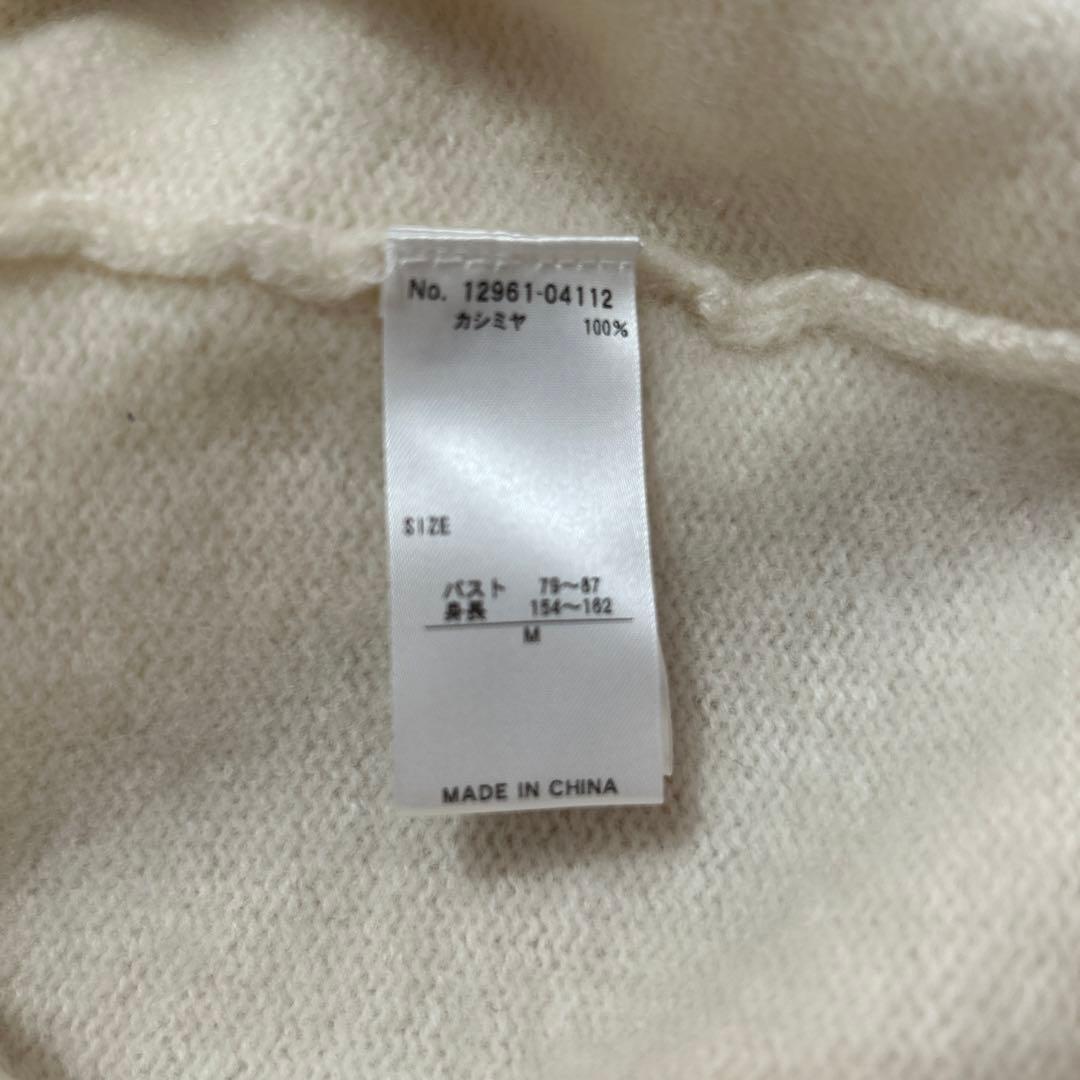 No. 12961-04112
カシミヤ 100%
SIZE
バスト 79〜87
身長 154〜162
M
MADE IN CHINA